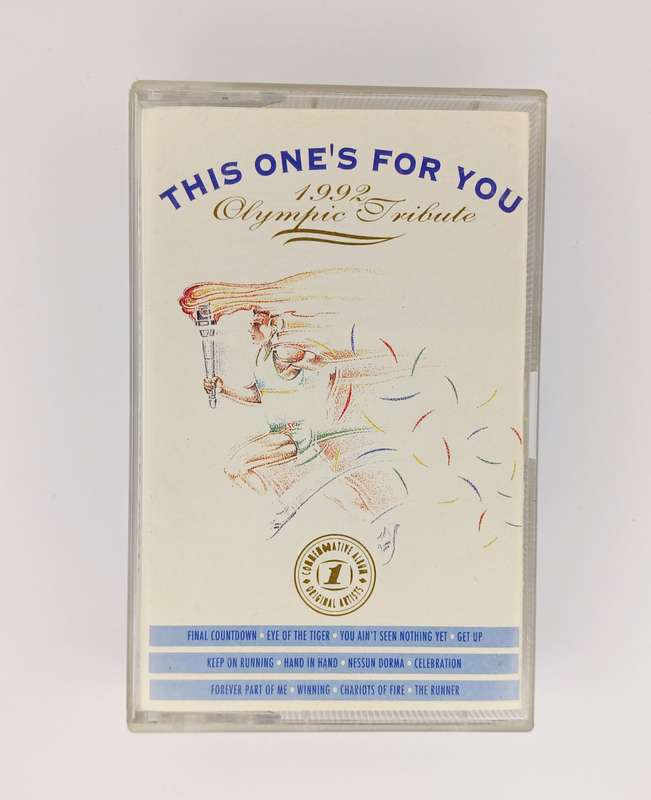 THIS ONE'S FOR YOU
1992
Olympic Tribute
COMMEMORATIVE ALBUM
1
ORIGINAL ARTISTS
FINAL COUNTDOWN • EYE OF THE TIGER • YOU AIN'T SEEN NOTHING YET • GET UP
KEEP ON RUNNING • HAND IN HAND • NESSUN DORMA • CELEBRATION
FOREVER PART OF ME • WINNING • CHARIOTS OF FIRE • THE RUNNER